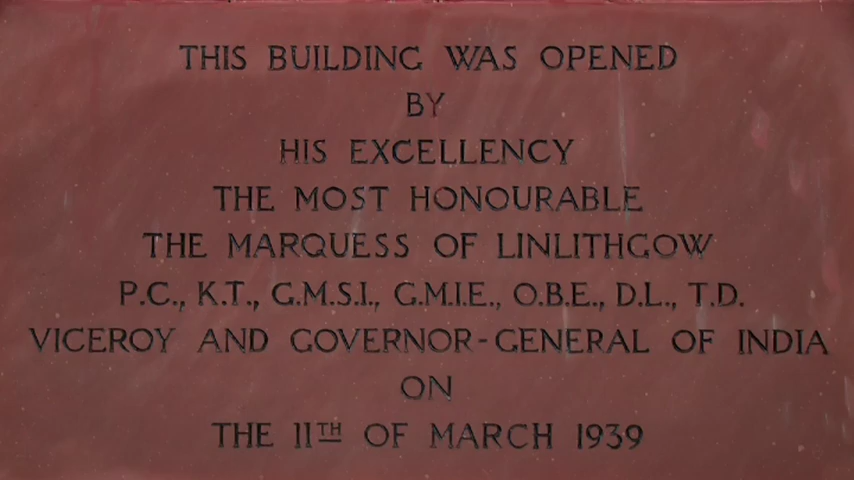 THIS BUILDING WAS OPENED
BY
HIS EXCELLENCY
THE MOST HONOURABLE
THE MARQUESS OF LINLITHGOW
P.C., K.T., G.M.S.I., G.M.I.E., O.B.E., D.L., T.D.
VICEROY AND GOVERNOR-GENERAL OF INDIA
ON
THE 11TH OF MARCH 1939